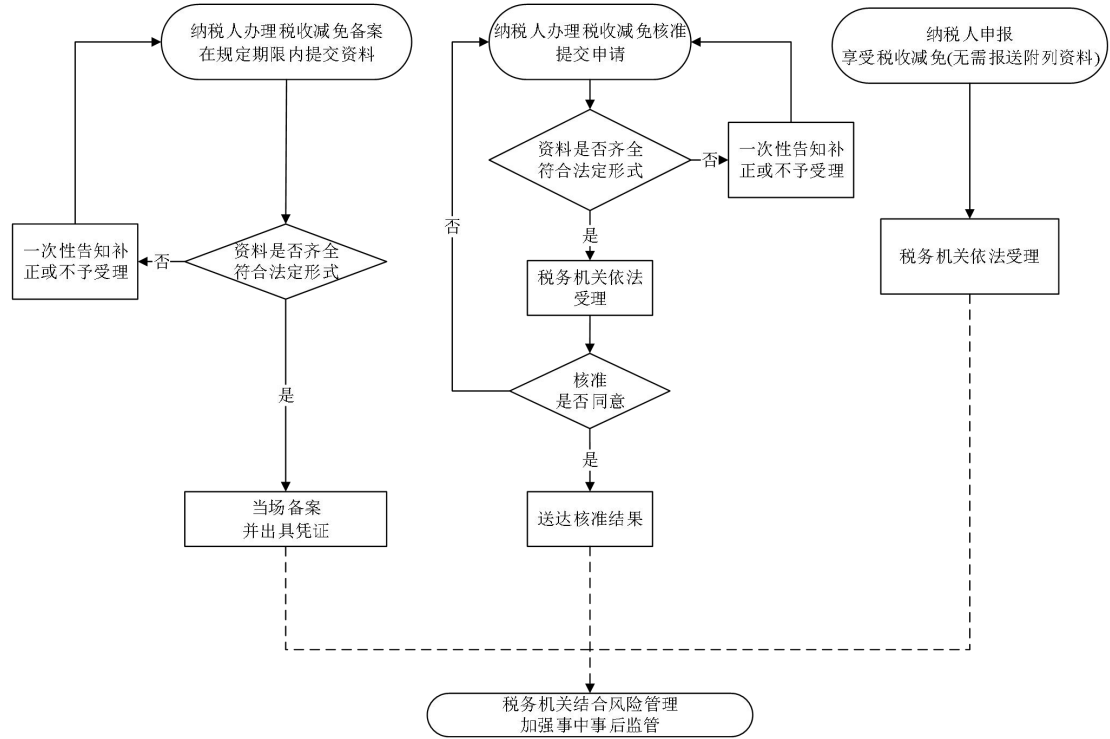 纳税人办理税收减免备案
在规定期限内提交资料
资料是否齐全
符合法定形式
否
一次性告知补
正或不予受理
是
当场备案
并出具凭证
纳税人办理税收减免核准
提交申请
资料是否齐全
符合法定形式
否
一次性告知补
正或不予受理
是
税务机关依法
受理
核准
是否同意
否
是
送达核准结果
纳税人申报
享受税收减免(无需报送附列资料)
税务机关依法受理
税务机关结合风险管理
加强事中事后监管